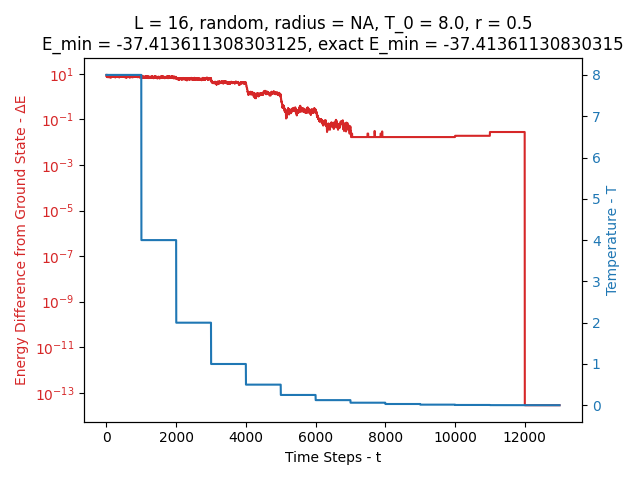 L = 16, random, radius = NA, T_0 = 8.0, r = 0.5
E_min = -37.413611308303125, exact E_min = -37.41361130830315
Energy Difference from Ground State - ΔE
10^1
10^-1
10^-3
10^-5
10^-7
10^-9
10^-11
10^-13
8
7
6
5
4
3
2
1
0
Temperature - T
0 2000 4000 6000 8000 10000 12000
Time Steps - t